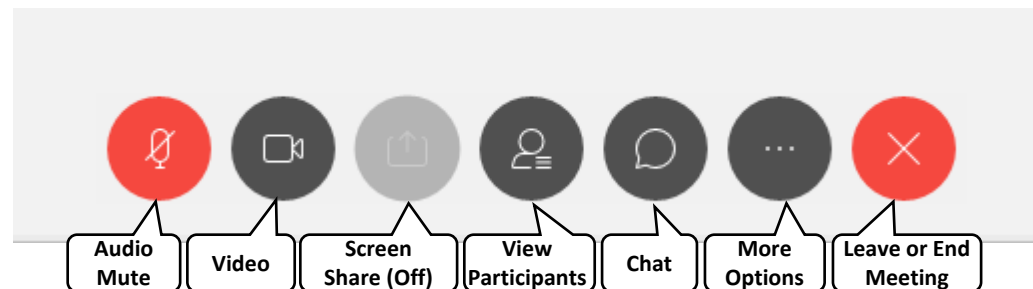 Audio
Mute
Video
Screen
Share (Off)
View
Participants
Chat
More
Options
Leave or End
Meeting